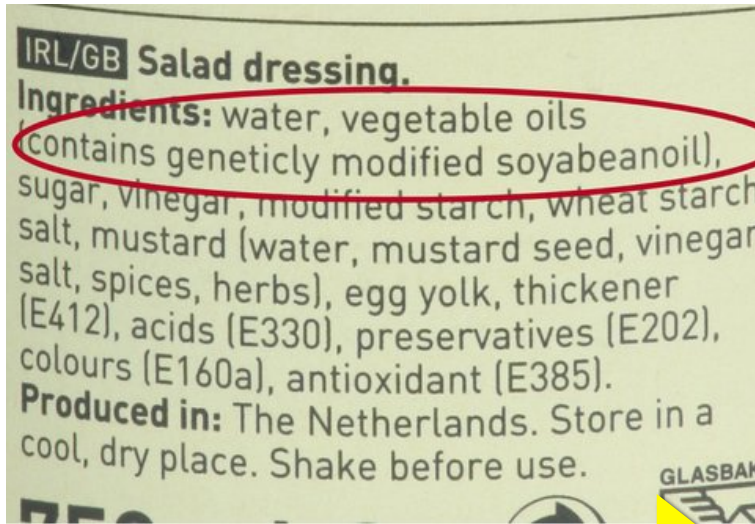 IRL/GB Salad dressing.
Ingredients: water, vegetable oils
(contains geneticly modified soyabeanoil),
sugar, vinegar, modified starch, wheat starch
salt, mustard (water, mustard seed, vinegar
salt, spices, herbs), egg yolk, thickener
(E412), acids (E330), preservatives (E202),
colours (E160a), antioxidant (E385).
Produced in: The Netherlands. Store in a
cool, dry place. Shake before use.
GLASBAK